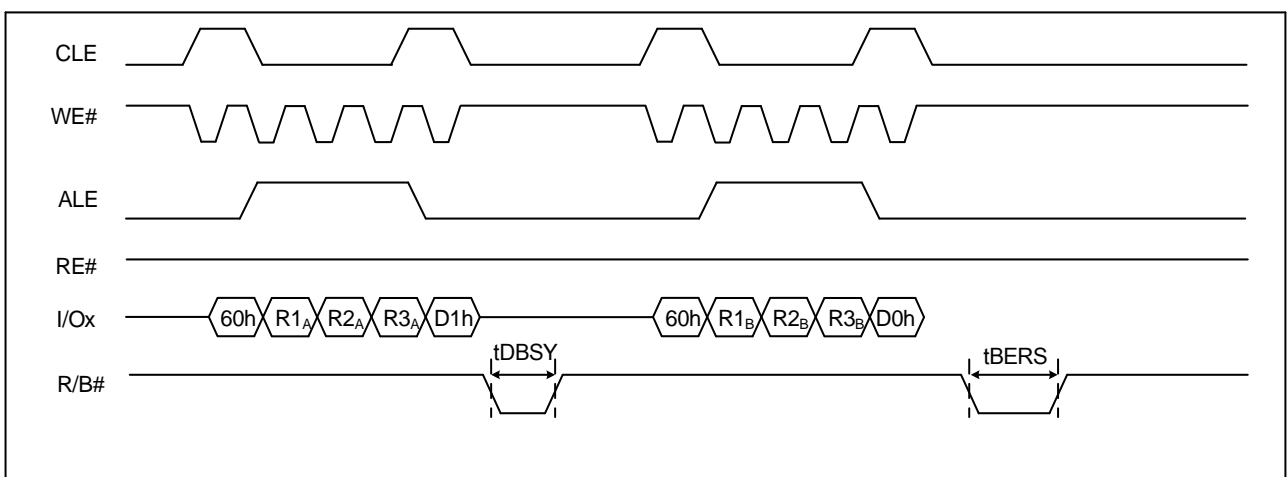 CLE
WE#
ALE
RE#
I/Ox 60h R1A R2A R3A D1h 60h R1B R2B R3B D0h
tDBSY tBERS
R/B#